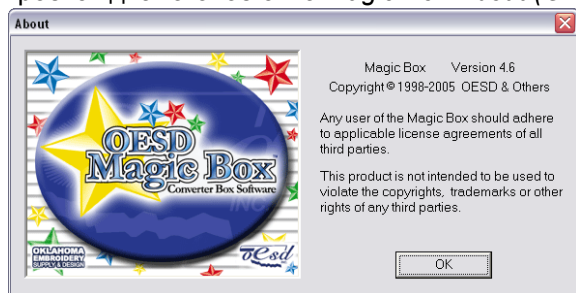 About
Magic Box Version 4.6
Copyright © 1998-2005 OESD & Others
Any user of the Magic Box should adhere
to applicable license agreements of all
third parties.
This product is not intended to be used to
violate the copyrights, trademarks or other
rights of any third parties.
OK
OESD
Magic Box
Converter Box Software
OKLAHOMA
EMBROIDERY
SUPPLY & DESIGN
oesd